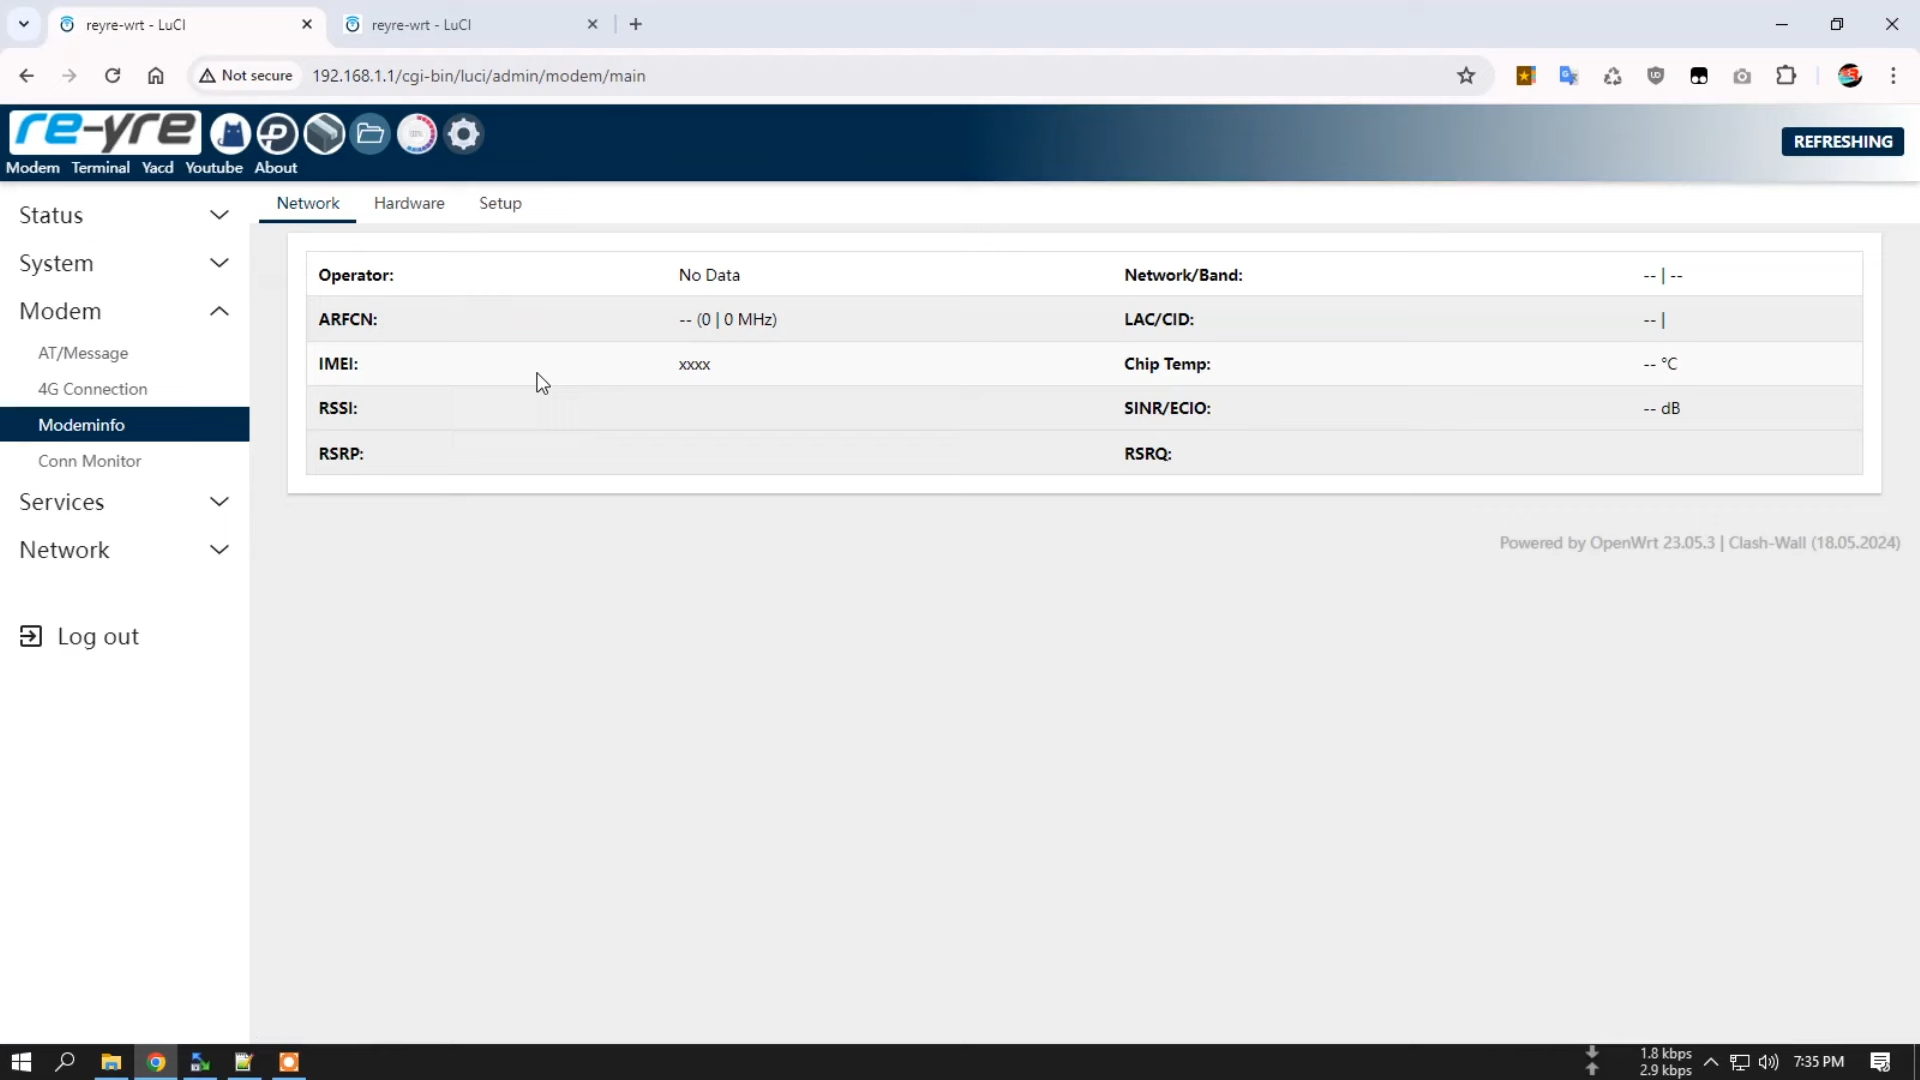 reyre-wrt - LuCI
reyre-wrt - LuCI
Not secure
192.168.1.1/cgi-bin/luci/admin/modem/main
re-yre
REFRESHING
Modem Terminal Yacd Youtube About
Network Hardware Setup
Status
System
Modem
AT/Message
4G Connection
Modeminfo
Conn Monitor
Services
Network
Log out
Operator: No Data Network/Band: -- | --
ARFCN: -- (0 | 0 MHz) LAC/CID: -- |
IMEI: xxxx Chip Temp: -- °C
RSSI: SINR/ECIO: -- dB
RSRP: RSRQ:
Powered by OpenWrt 23.05.3 | Clash-Wall (18.05.2024)
1.8 kbps
2.9 kbps
7:35 PM